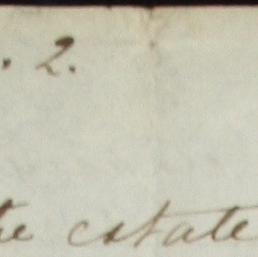 . 2.
the estate